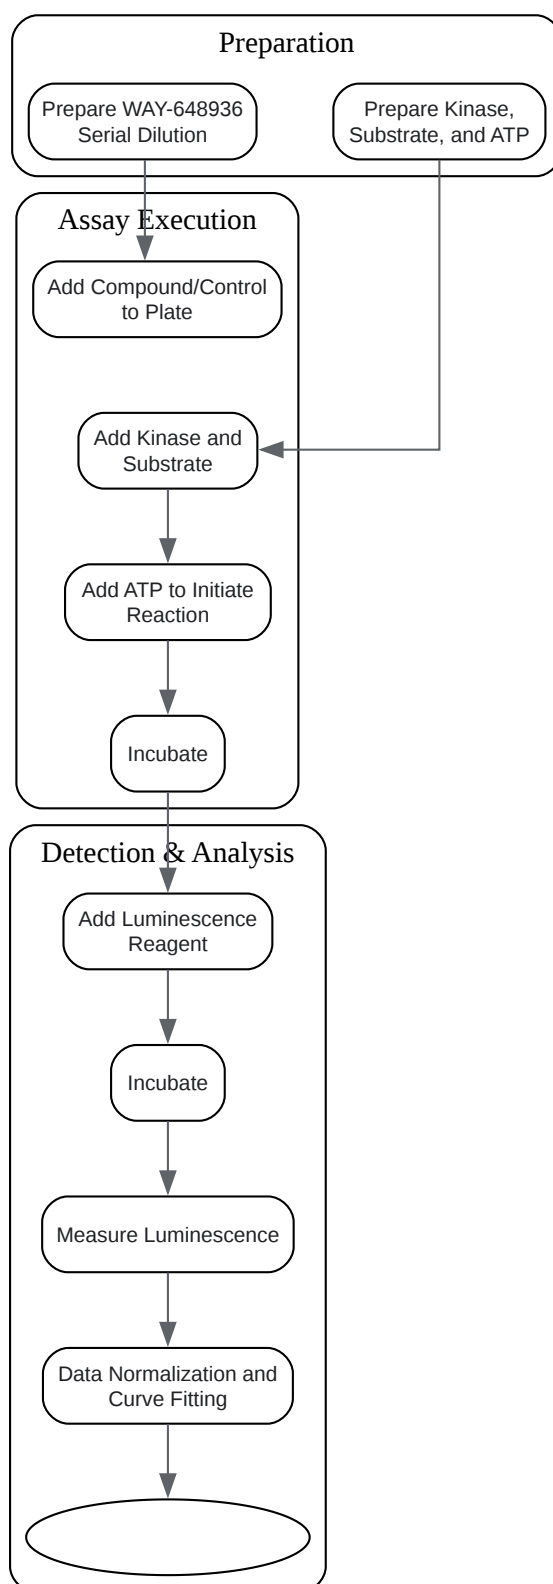 Preparation
Prepare WAY-648936
Serial Dilution
Prepare Kinase,
Substrate, and ATP
Assay Execution
Add Compound/Control
to Plate
Add Kinase and
Substrate
Add ATP to Initiate
Reaction
Incubate
Detection & Analysis
Add Luminescence
Reagent
Incubate
Measure Luminescence
Data Normalization and
Curve Fitting